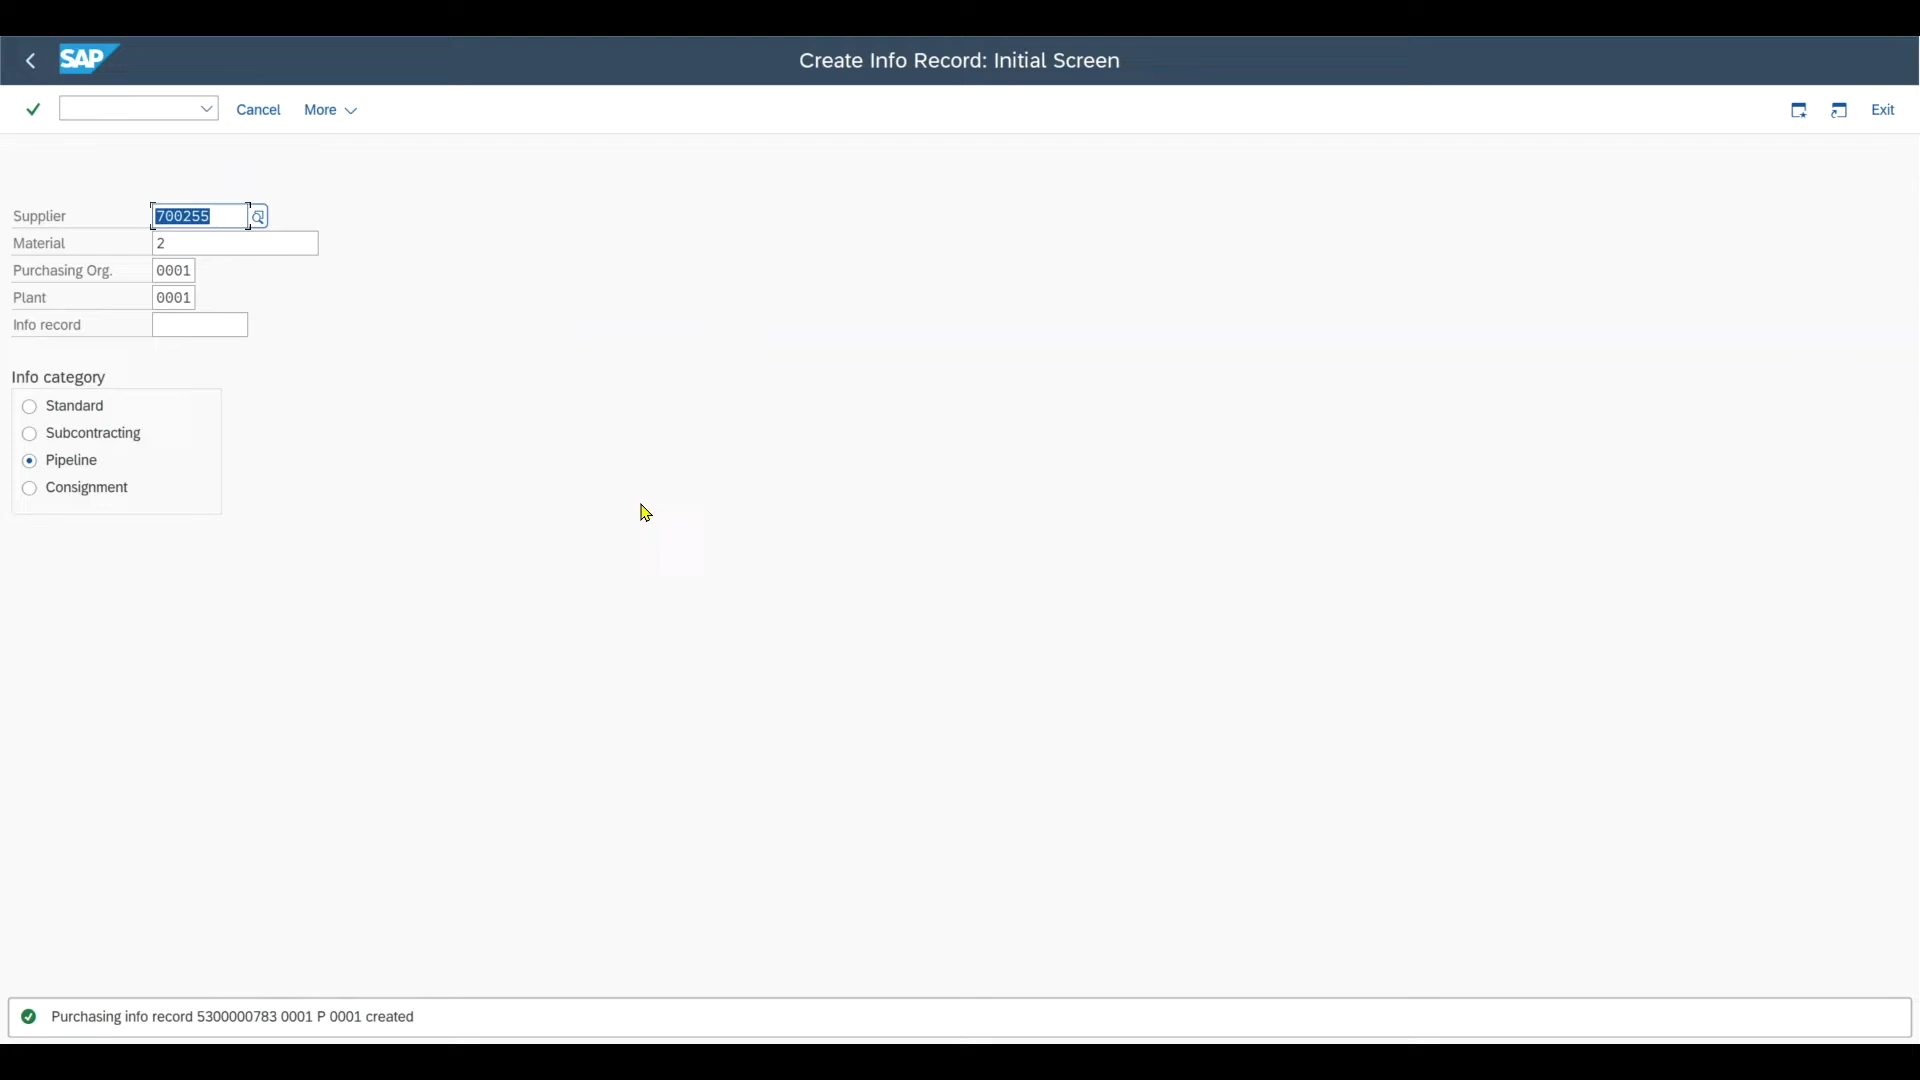 SAP
Create Info Record: Initial Screen
Cancel
More
Exit
Supplier 700255
Material 2
Purchasing Org. 0001
Plant 0001
Info record
Info category
Standard
Subcontracting
Pipeline
Consignment
Purchasing info record 5300000783 0001 P 0001 created